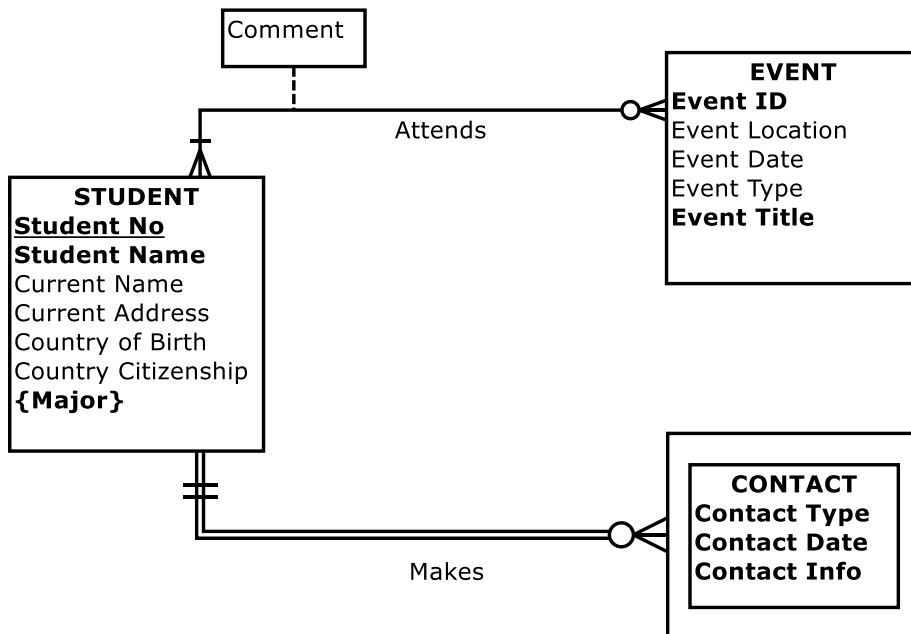 Comment
Attends
EVENT
Event ID
Event Location
Event Date
Event Type
Event Title
STUDENT
Student No
Student Name
Current Name
Current Address
Country of Birth
Country Citizenship
{Major}
Makes
CONTACT
Contact Type
Contact Date
Contact Info